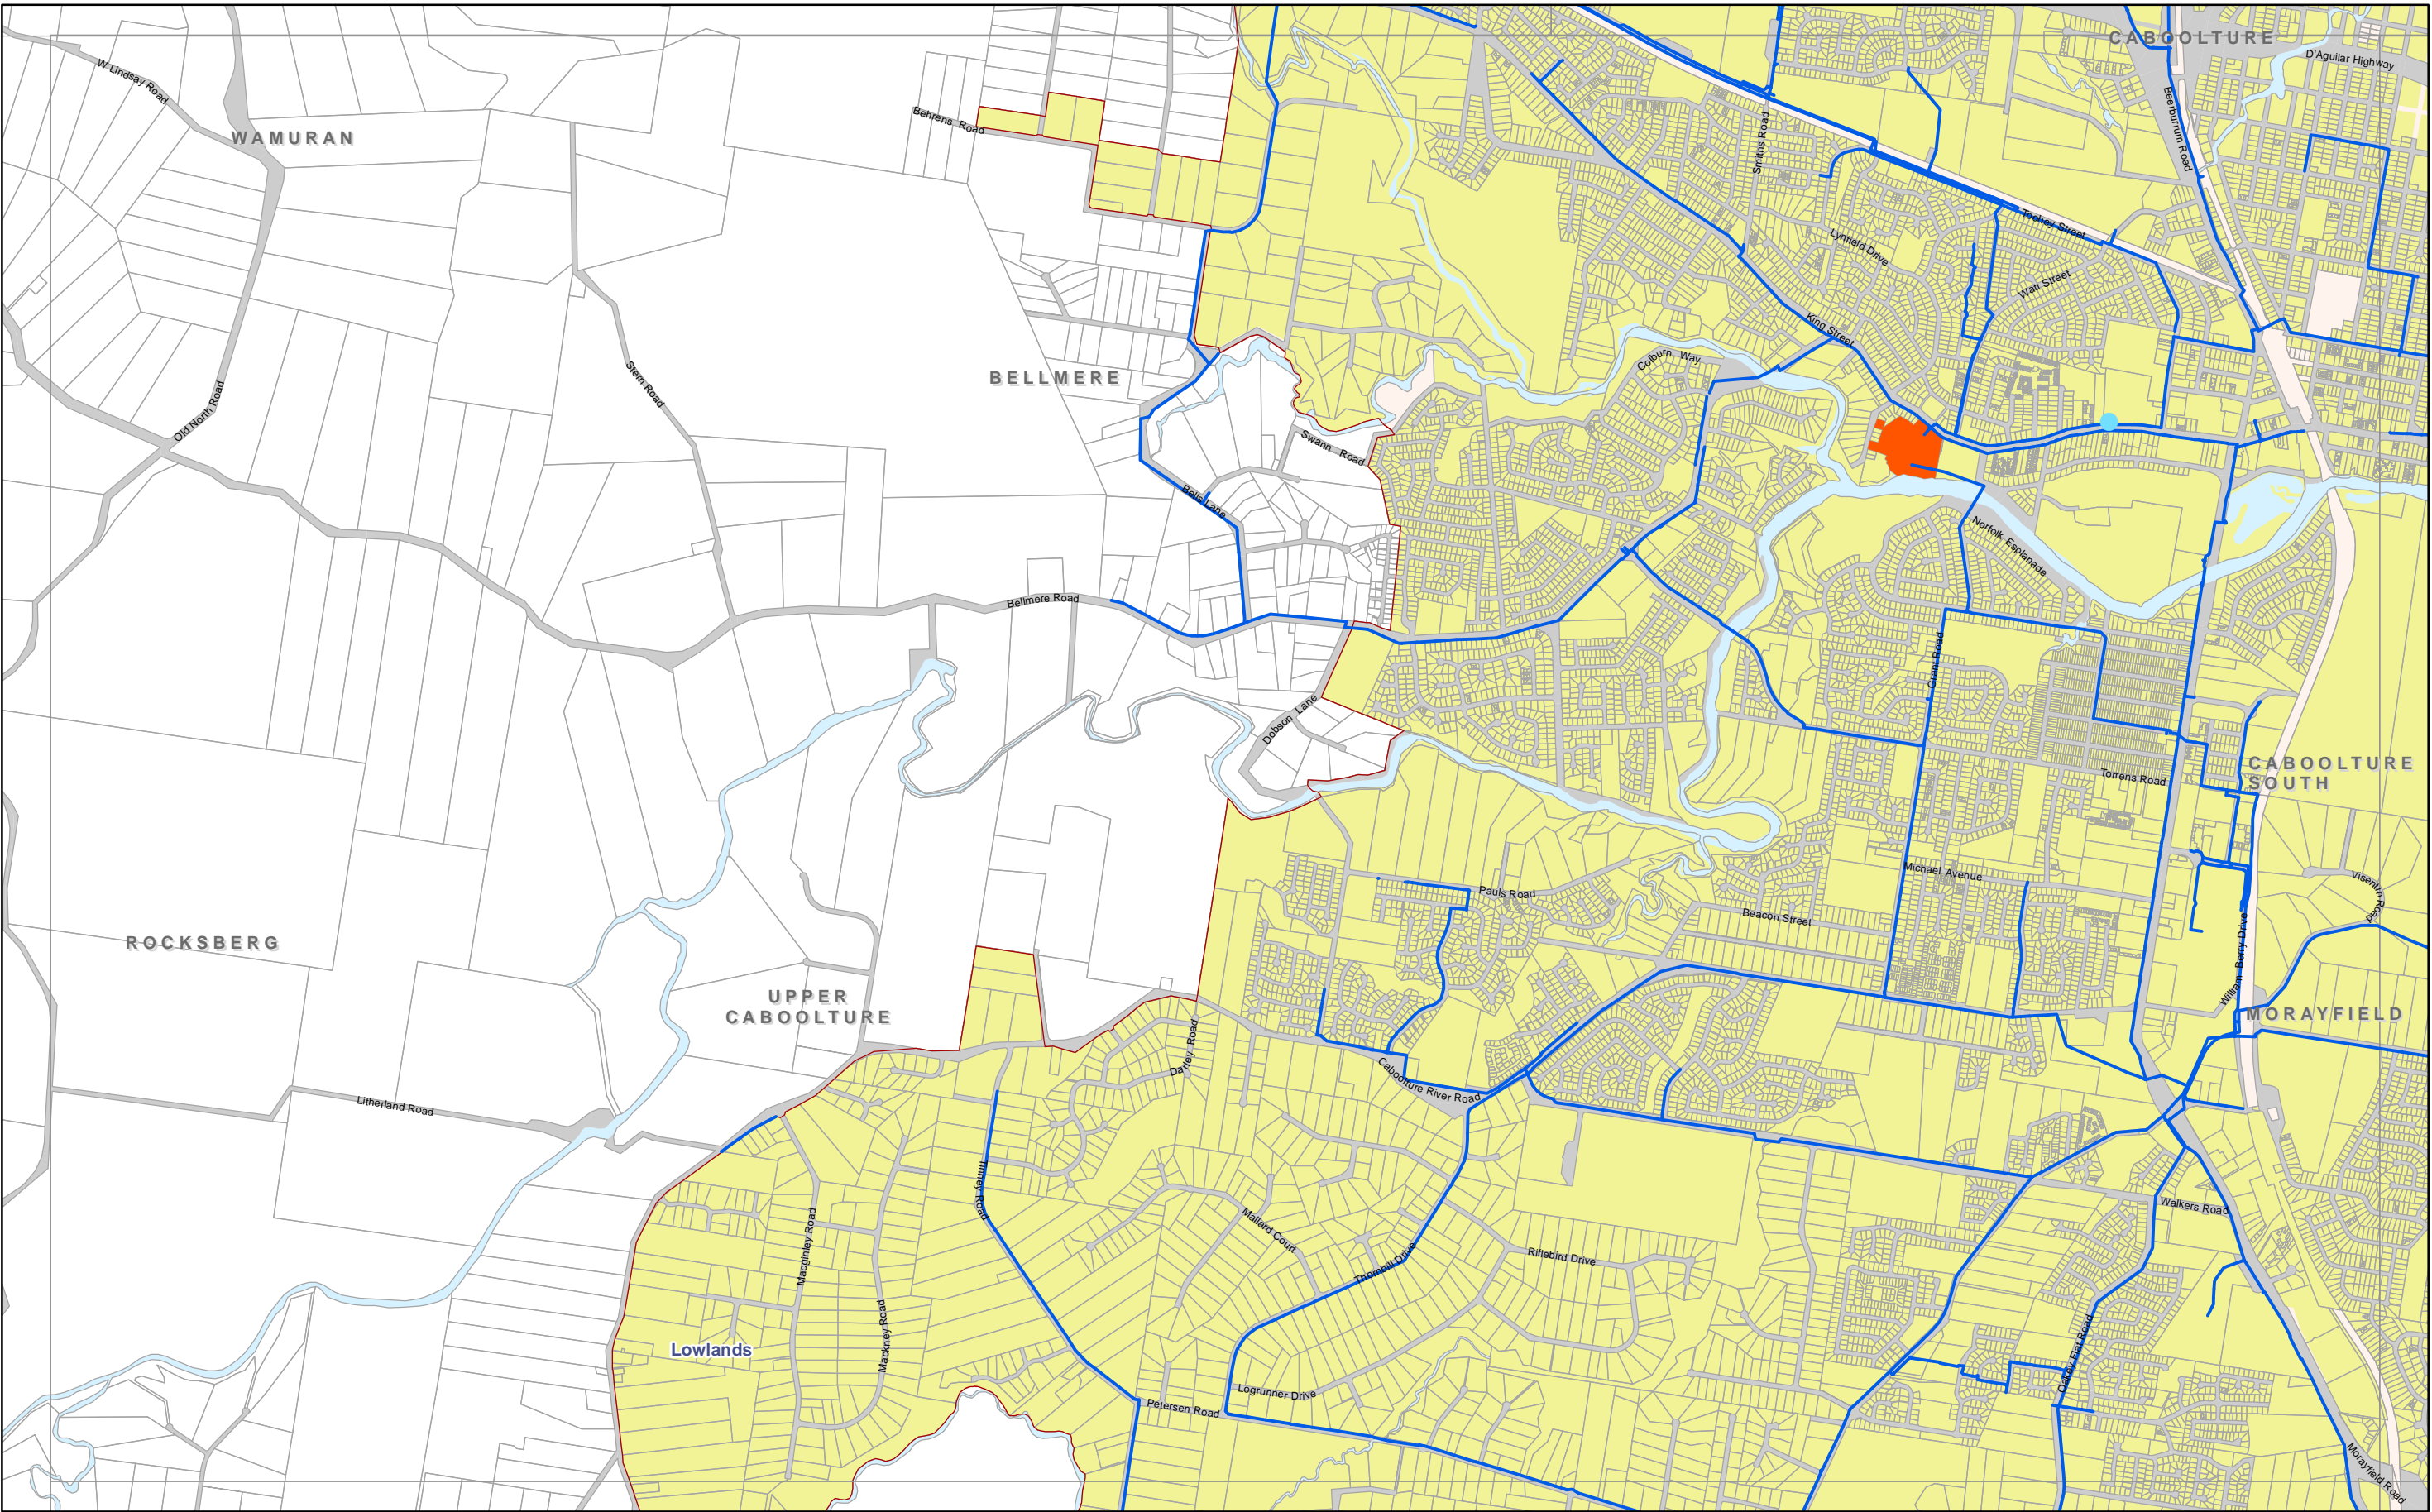 CABOOLTURE
D'Aguilar Highway
W Lindsay Road
WAMURAN
Behrens Road
Beerburrum Road
Smiths Road
Toohey Street
Lynfield Drive
Watt Street
King Street
Colburn Way
BELLMERE
Stern Road
Old North Road
Swann Road
Bells Lane
Norfolk Esplanade
Bellmere Road
Grant Road
Dobson Lane
CABOOLTURE
SOUTH
Torrens Road
Michael Avenue
Visentin Road
Pauls Road
Beacon Street
ROCKSBERG
William Berry Drive
UPPER
CABOOLTURE
MORAYFIELD
Darley Road
Caboolture River Road
Litherland Road
Tinney Road
Walkers Road
Mallard Court
Macginley Road
Riflebird Drive
Thornbill Drive
Mackney Road
Lowlands
Oakey Flat Road
Logrunner Drive
Petersen Road
Morayfield Road